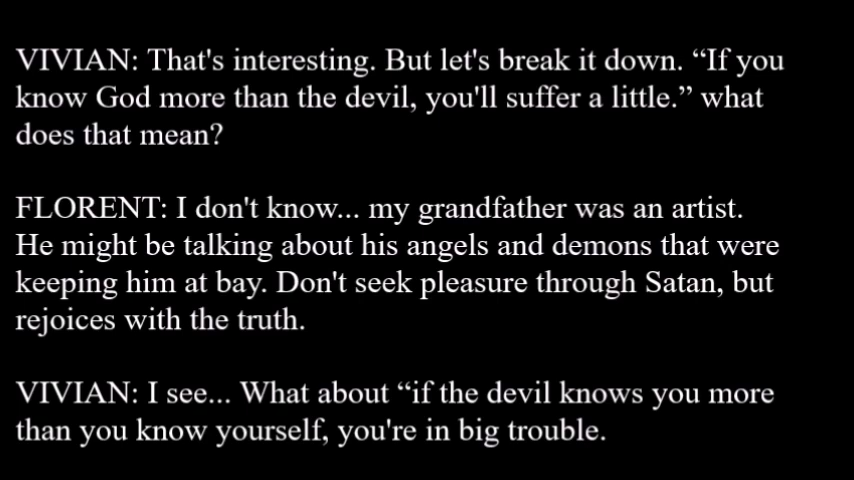 VIVIAN: That's interesting. But let's break it down. “If you
know God more than the devil, you'll suffer a little.” what
does that mean?
FLORENT: I don't know... my grandfather was an artist.
He might be talking about his angels and demons that were
keeping him at bay. Don't seek pleasure through Satan, but
rejoices with the truth.
VIVIAN: I see... What about “if the devil knows you more
than you know yourself, you're in big trouble.